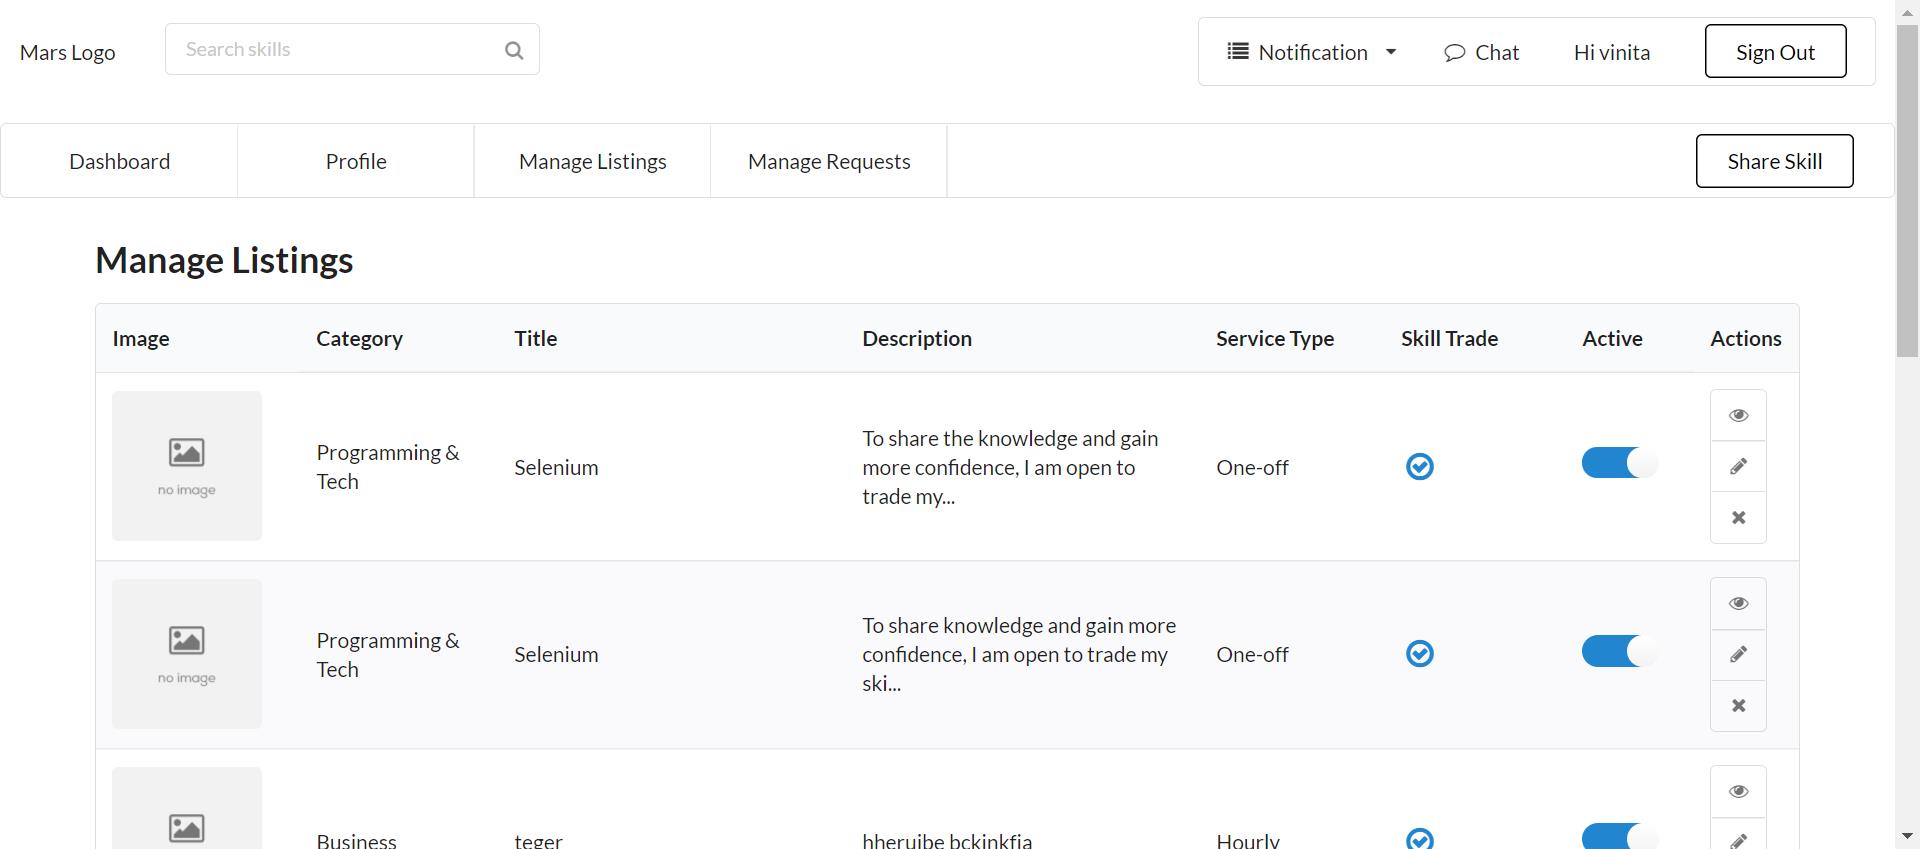 Mars Logo
Search skills
Notification
Chat
Hi vinita
Sign Out
Dashboard
Profile
Manage Listings
Manage Requests
Share Skill
Manage Listings
Image Category Title Description Service Type Skill Trade Active Actions
no image
Programming &
Tech
Selenium
To share the knowledge and gain
more confidence, I am open to
trade my...
One-off
no image
Programming &
Tech
Selenium
To share knowledge and gain more
confidence, I am open to trade my
ski...
One-off
Business
teger
hheruibe bckinkfia
Hourly